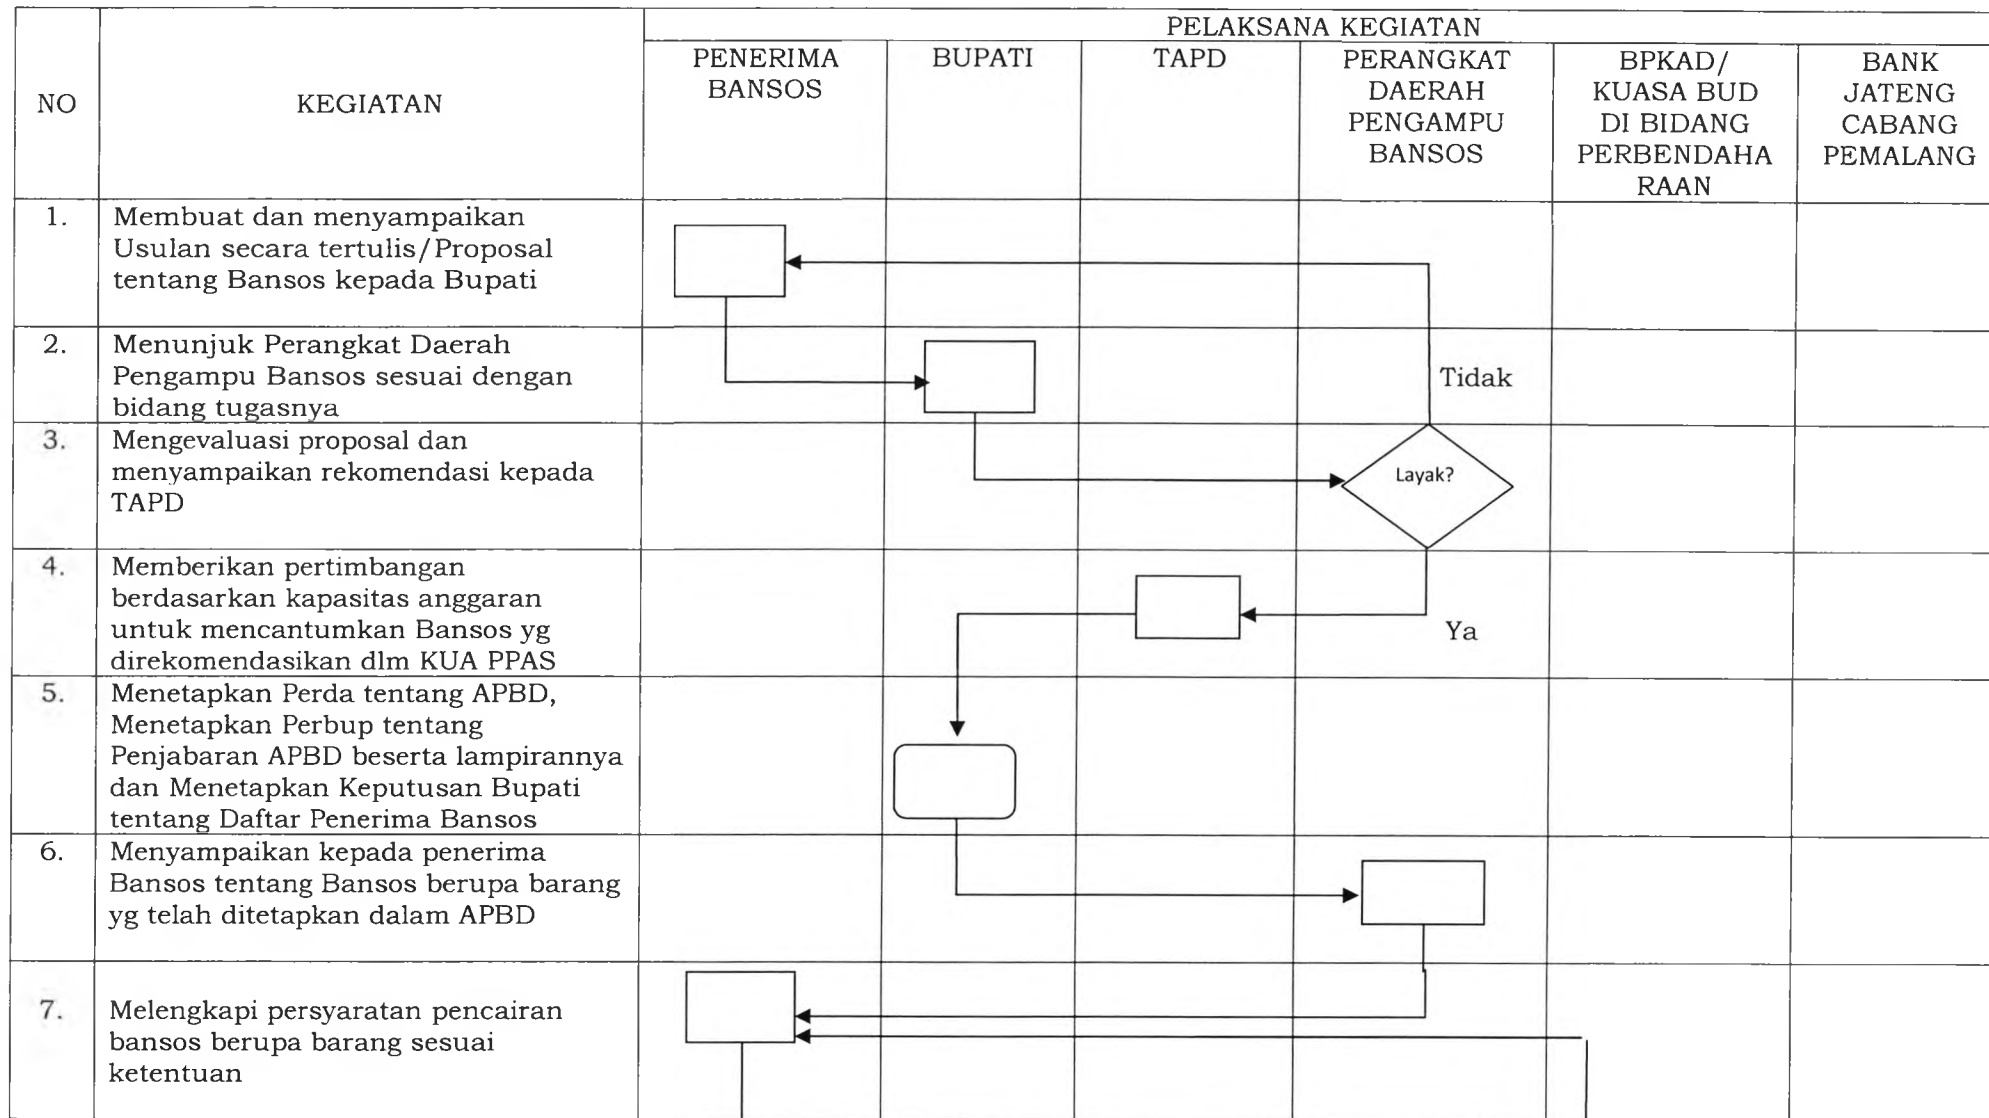 NO
KEGIATAN
PELAKSANA KEGIATAN
PENERIMA
BANSOS
BUPATI
TAPD
PERANGKAT
DAERAH
PENGAMPU
BANSOS
BPKAD/
KUASA BUD
DI BIDANG
PERBENDAHA
RAAN
BANK
JATENG
CABANG
PEMALANG
1.
Membuat dan menyampaikan
Usulan secara tertulis/Proposal
tentang Bansos kepada Bupati
2.
Menunjuk Perangkat Daerah
Pengampu Bansos sesuai dengan
bidang tugasnya
Tidak
3.
Mengevaluasi proposal dan
menyampaikan rekomendasi kepada
TAPD
Layak?
4.
Memberikan pertimbangan
berdasarkan kapasitas anggaran
untuk mencantumkan Bansos yg
direkomendasikan dlm KUA PPAS
Ya
5.
Menetapkan Perda tentang APBD,
Menetapkan Perbup tentang
Penjabaran APBD beserta lampirannya
dan Menetapkan Keputusan Bupati
tentang Daftar Penerima Bansos
6.
Menyampaikan kepada penerima
Bansos tentang Bansos berupa barang
yg telah ditetapkan dalam APBD
7.
Melengkapi persyaratan pencairan
bansos berupa barang sesuai
ketentuan